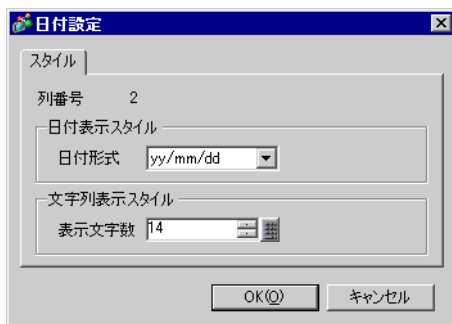 日付設定
スタイル
列番号 2
日付表示スタイル
日付形式 yy/mm/dd
文字列表示スタイル
表示文字数 14
OK(O) キャンセル